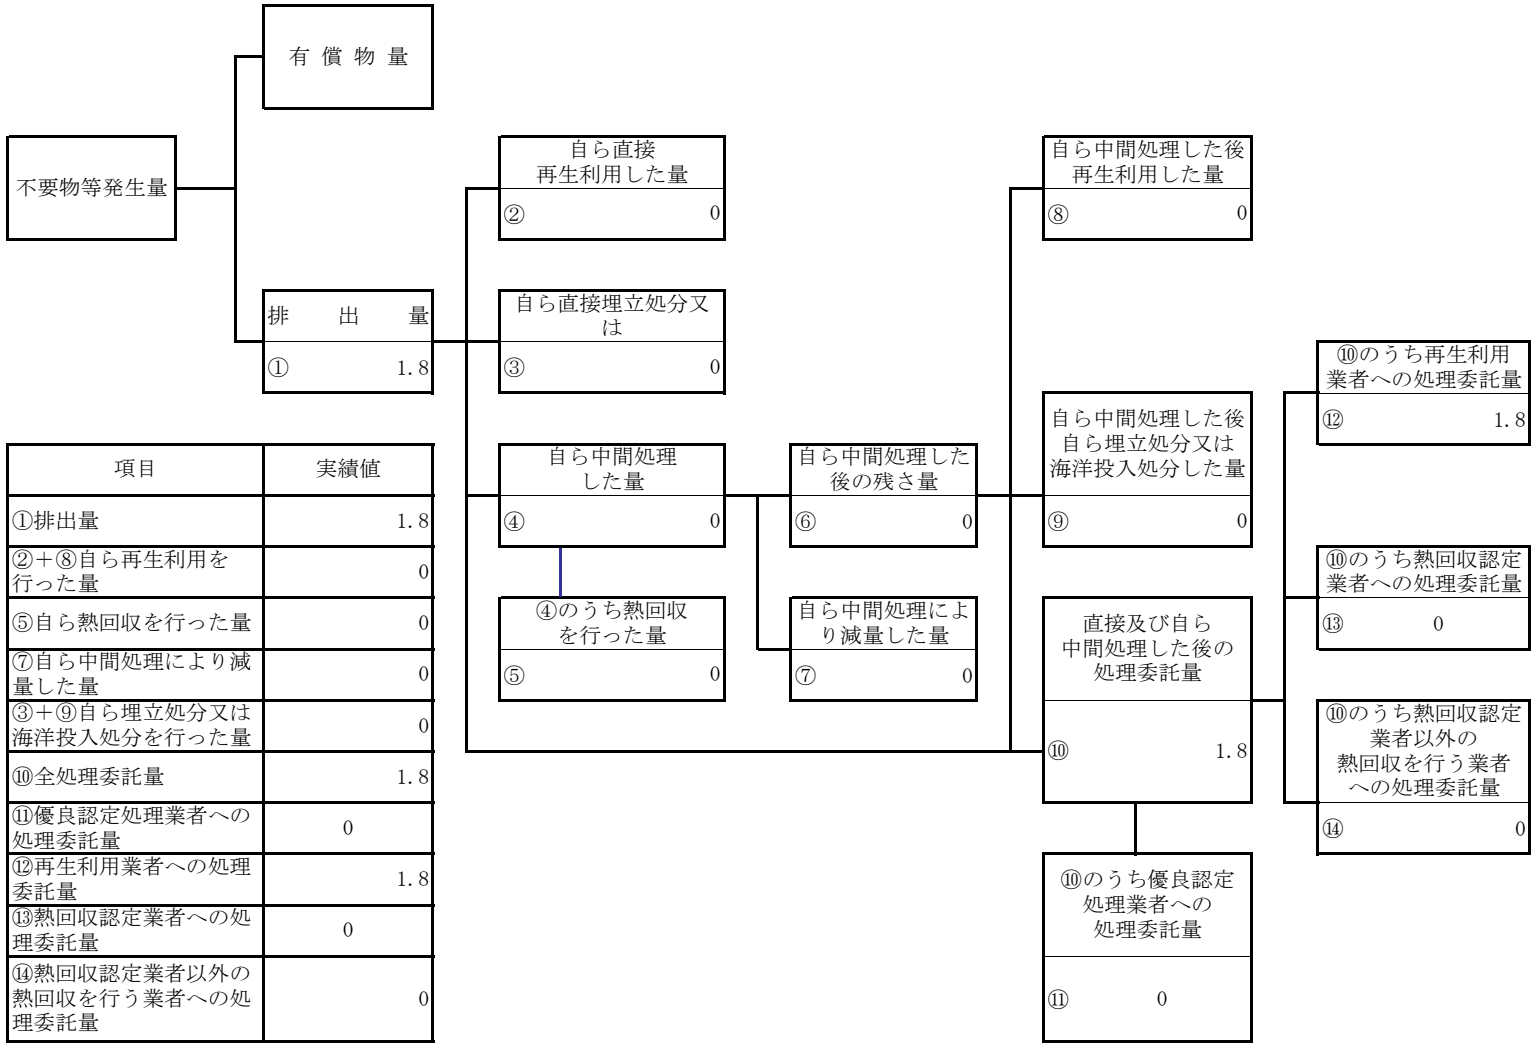 有 償 物 量
不要物等発生量
排 出 量
① 1.8
自ら直接
再生利用した量
② 0
自ら直接埋立処分又
は
③ 0
自ら中間処理
した量
④ 0
④のうち熱回収
を行った量
⑤ 0
自ら中間処理した
後の残さ量
⑥ 0
自ら中間処理によ
り減量した量
⑦ 0
自ら中間処理した後
再生利用した量
⑧ 0
自ら中間処理した後
自ら埋立処分又は
海洋投入処分した量
⑨ 0
直接及び自ら
中間処理した後の
処理委託量
⑩ 1.8
⑩のうち優良認定
処理業者への
処理委託量
⑪ 0
⑩のうち再生利用
業者への処理委託量
⑫ 1.8
⑩のうち熱回収認定
業者への処理委託量
⑬ 0
⑩のうち熱回収認定
業者以外の
熱回収を行う業者
への処理委託量
⑭ 0
項目 実績値
①排出量 1.8
②+⑧自ら再生利用を
行った量 0
⑤自ら熱回収を行った量 0
⑦自ら中間処理により減
量した量 0
③+⑨自ら埋立処分又は
海洋投入処分を行った量 0
⑩全処理委託量 1.8
⑪優良認定処理業者への
処理委託量 0
⑫再生利用業者への処理
委託量 1.8
⑬熱回収認定業者への処
理委託量 0
⑭熱回収認定業者以外の
熱回収を行う業者への処
理委託量 0